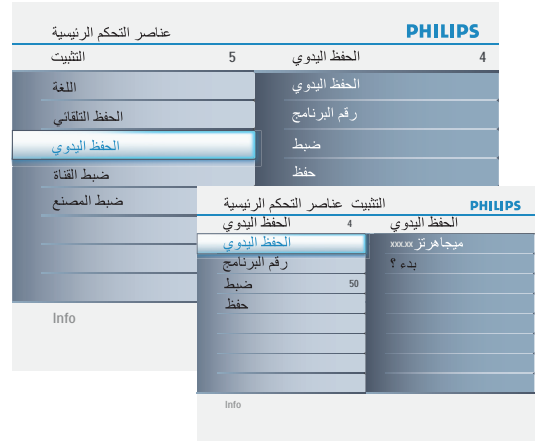 عناصر التحكم الرئيسية PHILIPS
التثبيت 5 الحفظ اليدوي 4
اللغة الحفظ اليدوي
الحفظ التلقائي رقم البرنامج
الحفظ اليدوي ضبط
ضبط القناة حفظ
ضبط المصنع
Info
التثبيت عناصر التحكم الرئيسية PHILIPS
الحفظ اليدوي 4 الحفظ اليدوي
الحفظ اليدوي ميجاهرتز xxx.xx
رقم البرنامج بدء ؟
ضبط 50
حفظ
Info